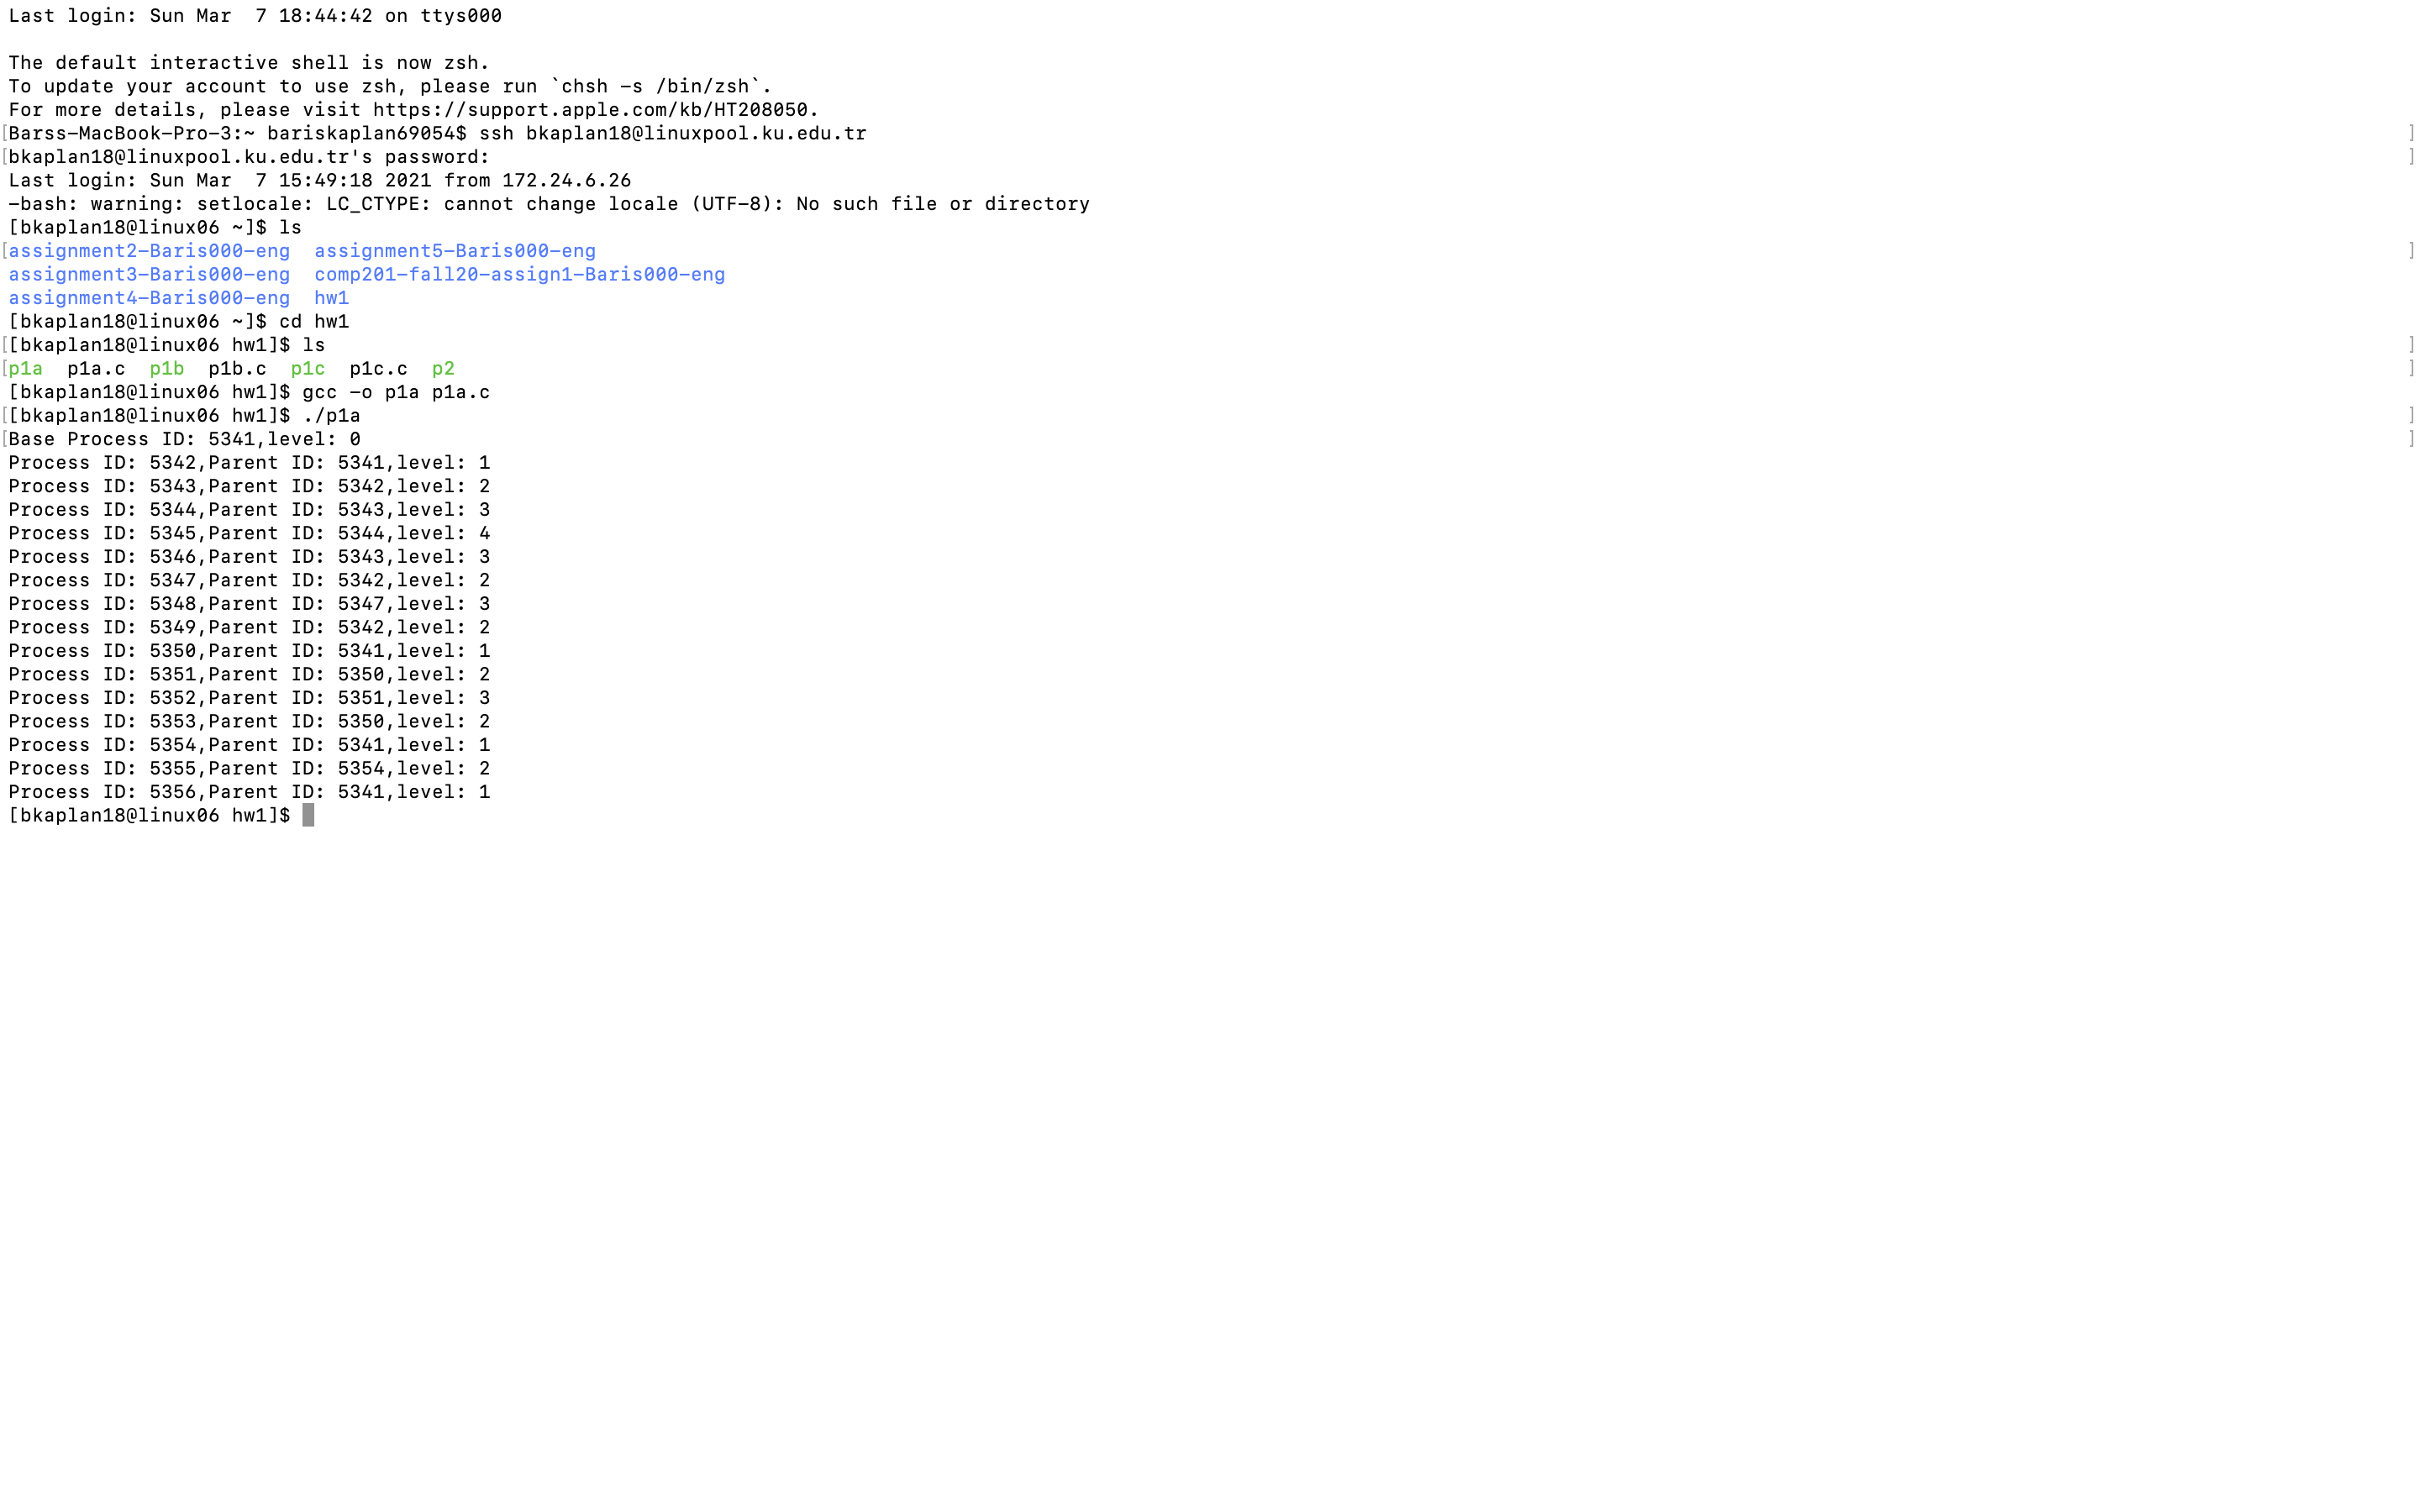 Last login: Sun Mar  7 18:44:42 on ttys000
The default interactive shell is now zsh.
To update your account to use zsh, please run `chsh -s /bin/zsh`.
For more details, please visit https://support.apple.com/kb/HT208050.
[Barss-MacBook-Pro-3:~ bariskaplan69054$ ssh bkaplan18@linuxpool.ku.edu.tr ]
[bkaplan18@linuxpool.ku.edu.tr's password: ]
Last login: Sun Mar  7 15:49:18 2021 from 172.24.6.26
-bash: warning: setlocale: LC_CTYPE: cannot change locale (UTF-8): No such file or directory
[bkaplan18@linux06 ~]$ ls
[assignment2-Baris000-eng  assignment5-Baris000-eng ]
assignment3-Baris000-eng  comp201-fall20-assign1-Baris000-eng
assignment4-Baris000-eng  hw1
[bkaplan18@linux06 ~]$ cd hw1
[[bkaplan18@linux06 hw1]$ ls ]
[p1a  p1a.c  p1b  p1b.c  p1c  p1c.c  p2 ]
[bkaplan18@linux06 hw1]$ gcc -o p1a p1a.c
[[bkaplan18@linux06 hw1]$ ./p1a ]
[Base Process ID: 5341,level: 0 ]
Process ID: 5342,Parent ID: 5341,level: 1
Process ID: 5343,Parent ID: 5342,level: 2
Process ID: 5344,Parent ID: 5343,level: 3
Process ID: 5345,Parent ID: 5344,level: 4
Process ID: 5346,Parent ID: 5343,level: 3
Process ID: 5347,Parent ID: 5342,level: 2
Process ID: 5348,Parent ID: 5347,level: 3
Process ID: 5349,Parent ID: 5342,level: 2
Process ID: 5350,Parent ID: 5341,level: 1
Process ID: 5351,Parent ID: 5350,level: 2
Process ID: 5352,Parent ID: 5351,level: 3
Process ID: 5353,Parent ID: 5350,level: 2
Process ID: 5354,Parent ID: 5341,level: 1
Process ID: 5355,Parent ID: 5354,level: 2
Process ID: 5356,Parent ID: 5341,level: 1
[bkaplan18@linux06 hw1]$